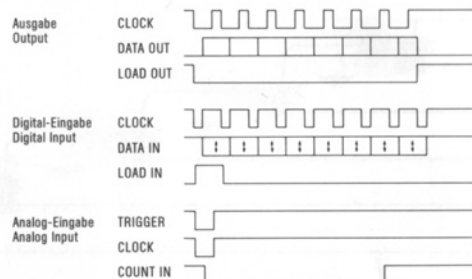 Ausgabe
Output
CLOCK
DATA OUT
LOAD OUT
Digital-Eingabe
Digital Input
CLOCK
DATA IN
LOAD IN
Analog-Eingabe
Analog Input
TRIGGER
CLOCK
COUNT IN